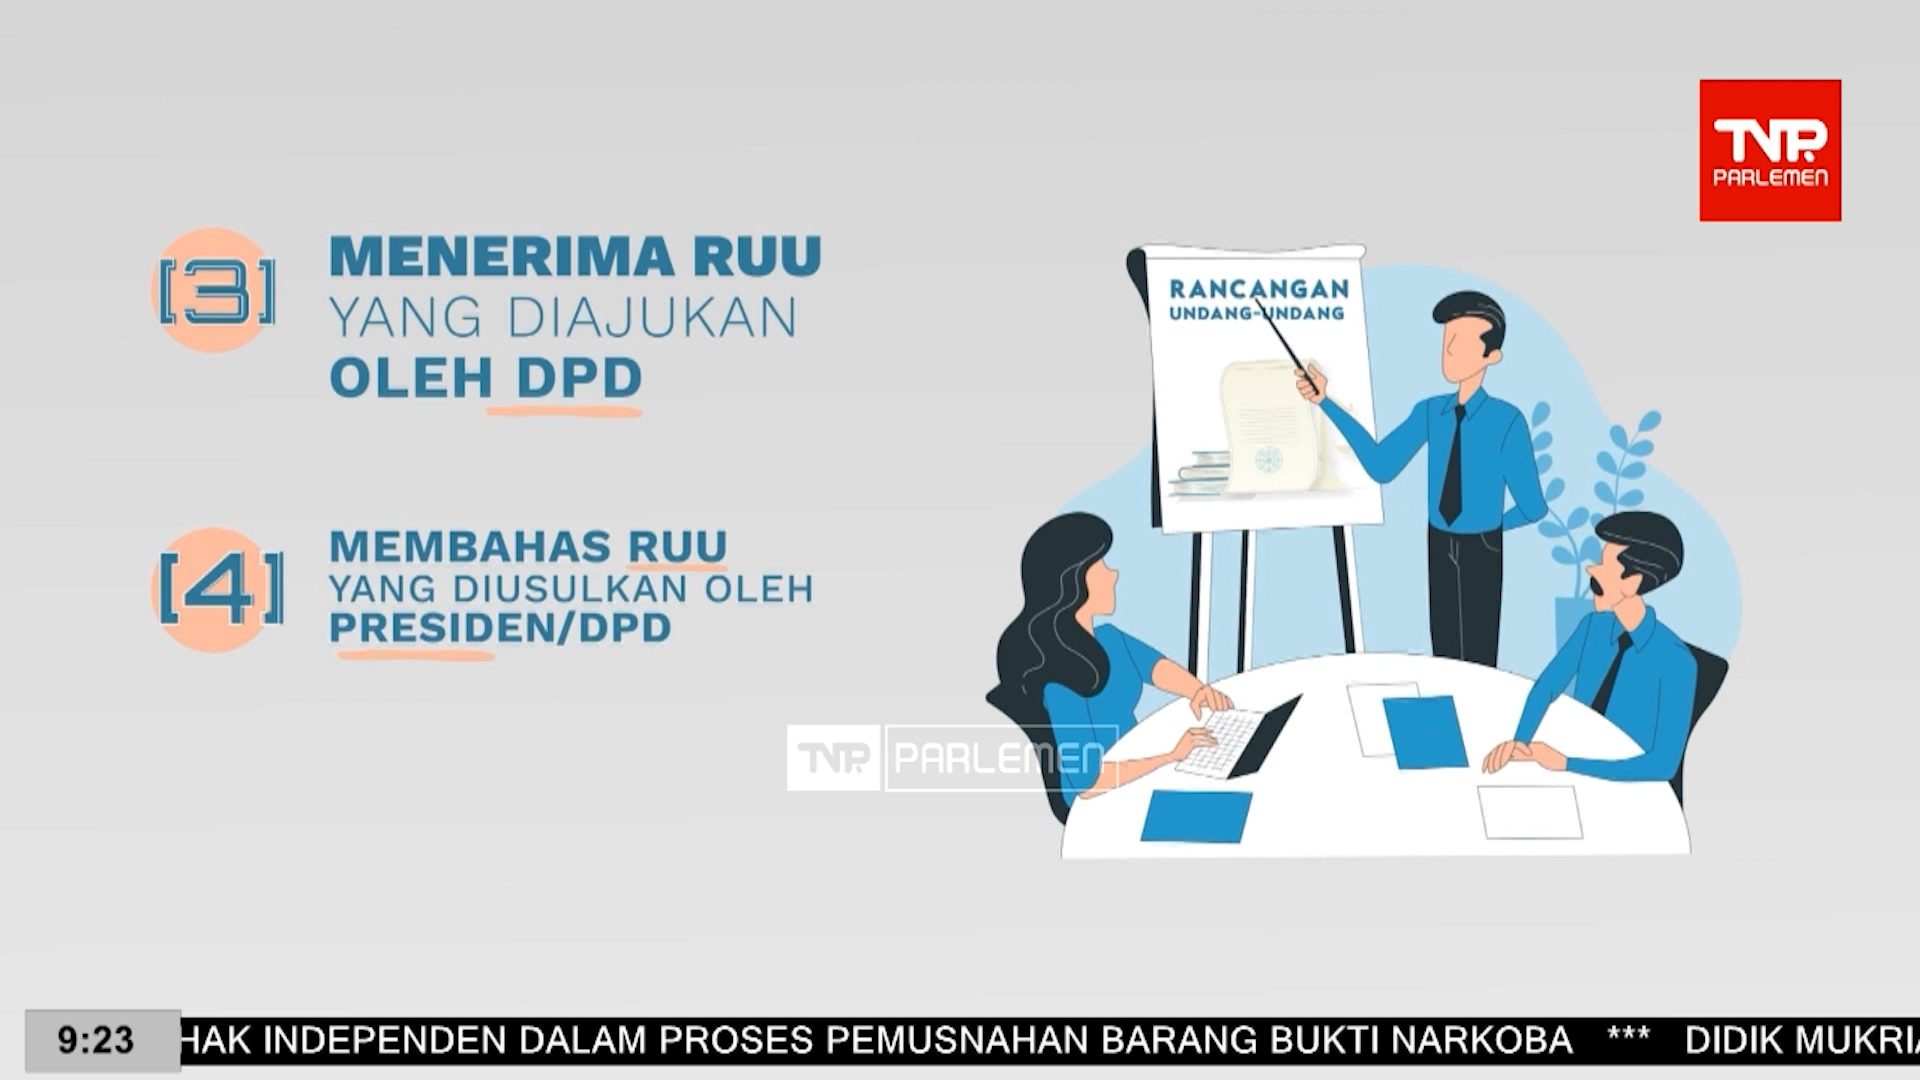 TVR
PARLEMEN
[3]
MENERIMA RUU
YANG DIAJUKAN
OLEH DPD
[4]
MEMBAHAS RUU
YANG DIUSULKAN OLEH
PRESIDEN/DPD
RANCANGAN
UNDANG-UNDANG
TVR PARLEMEN
9:23
HAK INDEPENDEN DALAM PROSES PEMUSNAHAN BARANG BUKTI NARKOBA *** DIDIK MUKRIA